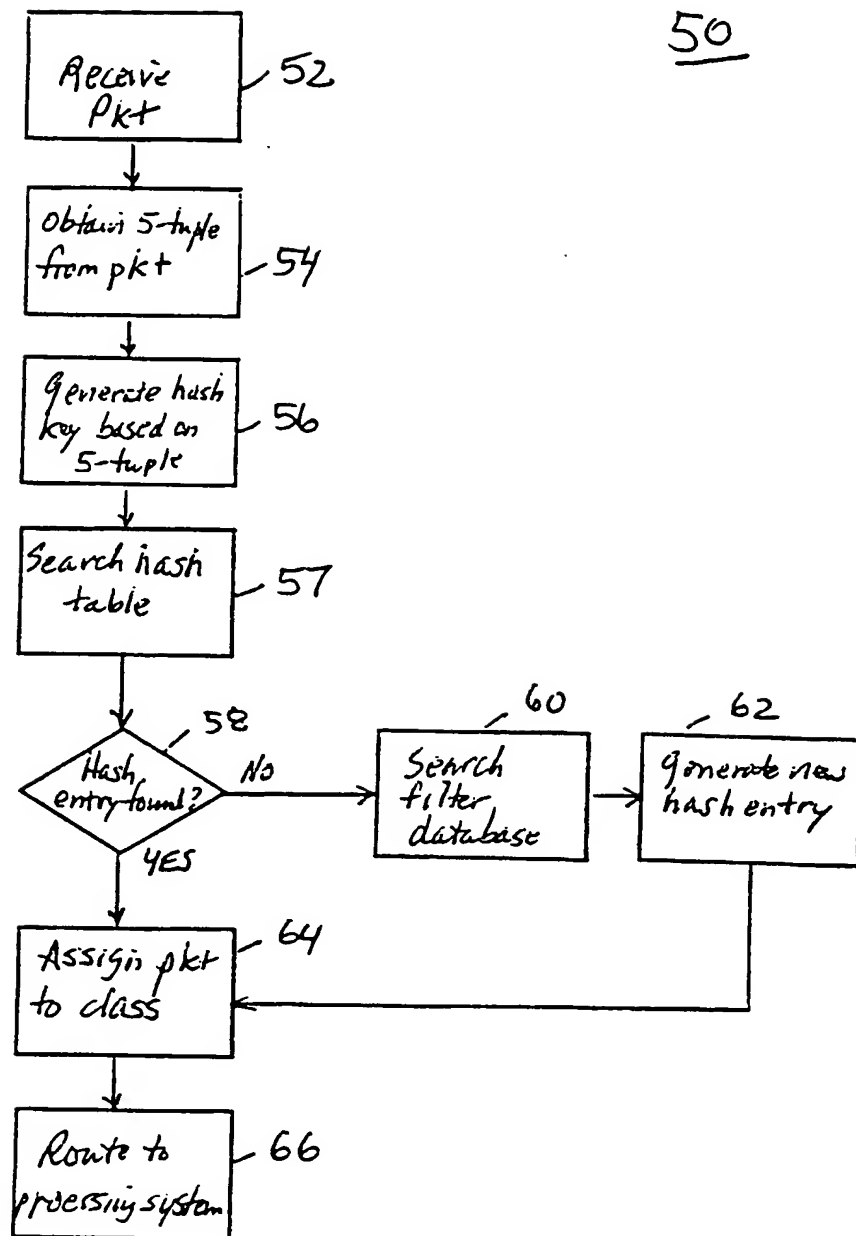 50
Receive
Pkt
52
Obtain 5-tuple
from pkt
54
Generate hash
key based on
5-tuple
56
Search hash
table
57
58
Hash
entry found?
NO
YES
60
Search
filter
database
62
Generate new
hash entry
Assign pkt
to class
64
Route to
processing system
66